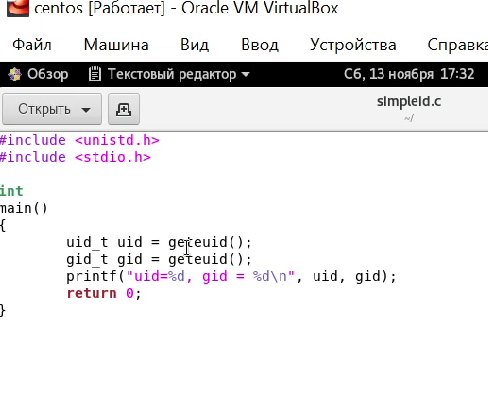 centos [Работает] - Oracle VM VirtualBox
Файл Машина Вид Ввод Устройства Справка
Обзор Текстовый редактор Сб, 13 ноября 17:32
Открыть simpleid.c
~/
#include <unistd.h>
#include <stdio.h>
int
main()
{
uid_t uid = geteuid();
gid_t gid = geteuid();
printf("uid=%d, gid = %d\n", uid, gid);
return 0;
}